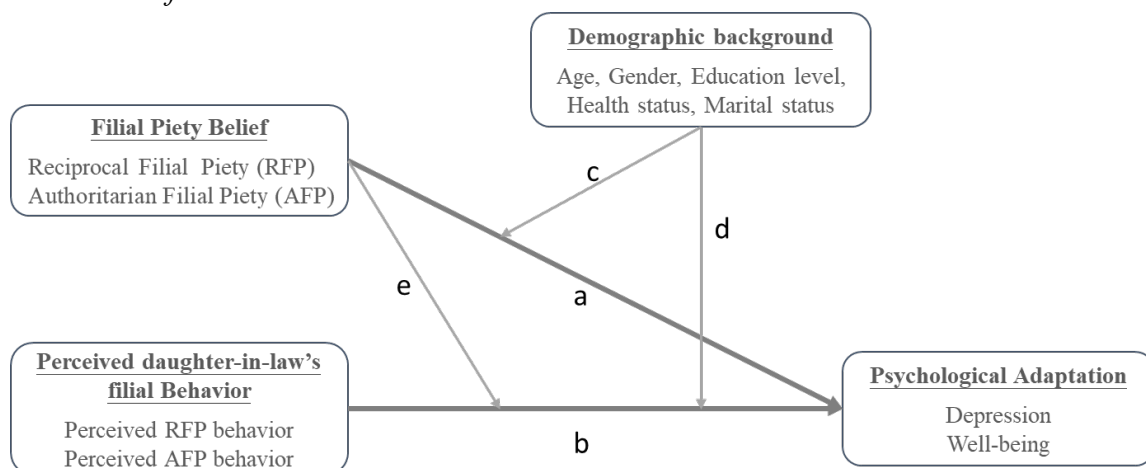 Demographic background
Age, Gender, Education level,
Health status, Marital status
Filial Piety Belief
Reciprocal Filial Piety (RFP)
Authoritarian Filial Piety (AFP)
c
d
e
a
Perceived daughter-in-law's
filial Behavior
Perceived RFP behavior
Perceived AFP behavior
b
Psychological Adaptation
Depression
Well-being